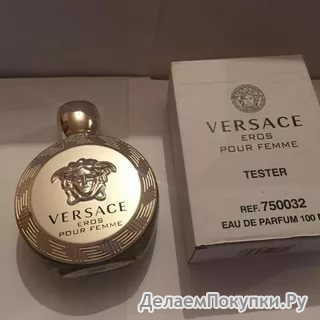 VERSACE
EROS
POUR FEMME
VERSACE
EROS
POUR FEMME
TESTER
REF. 750032
EAU DE PARFUM 100
ДелаемПокупки.Ру